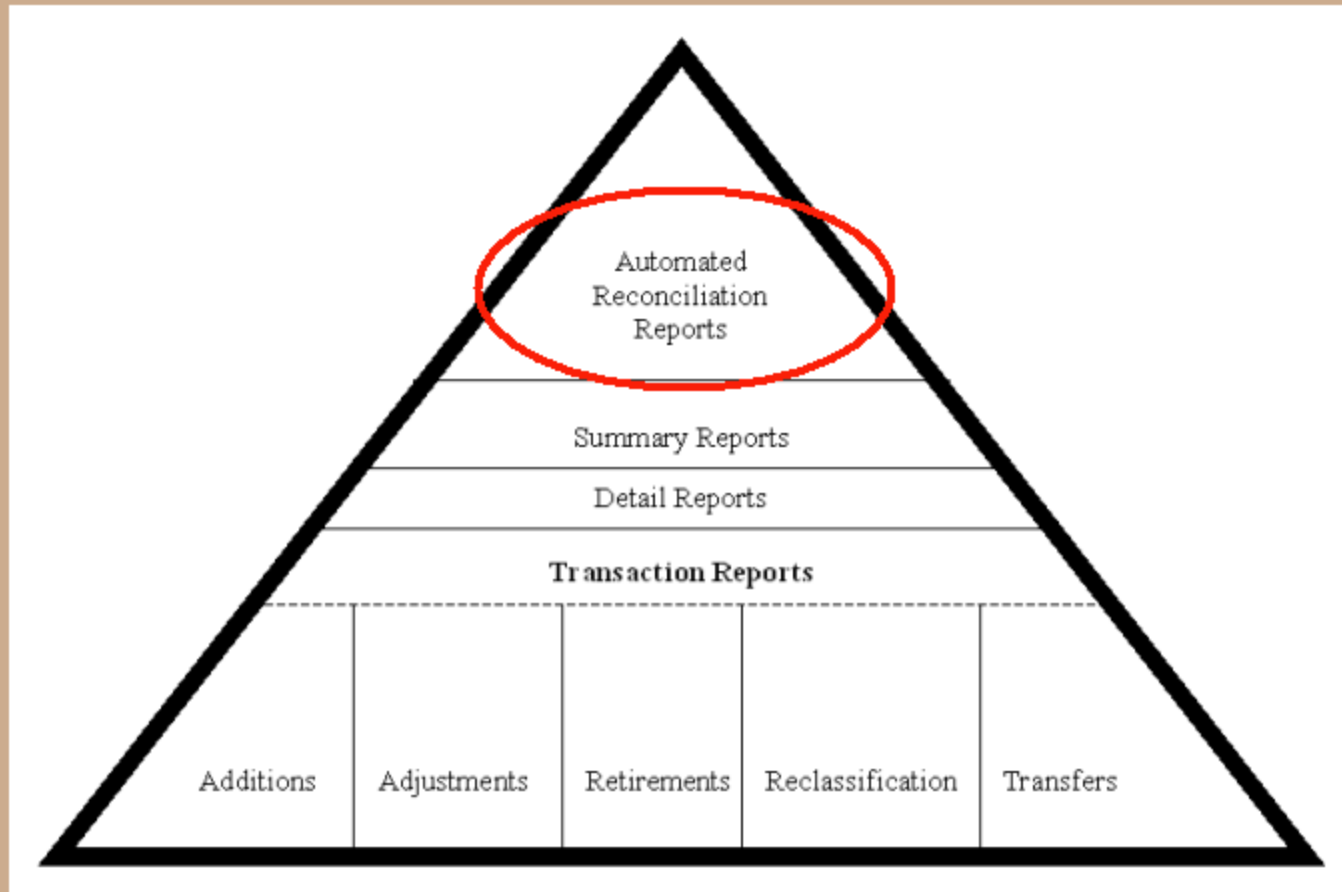 Automated
Reconciliation
Reports
Summary Reports
Detail Reports
Transaction Reports
Additions
Adjustments
Retirements
Reclassification
Transfers